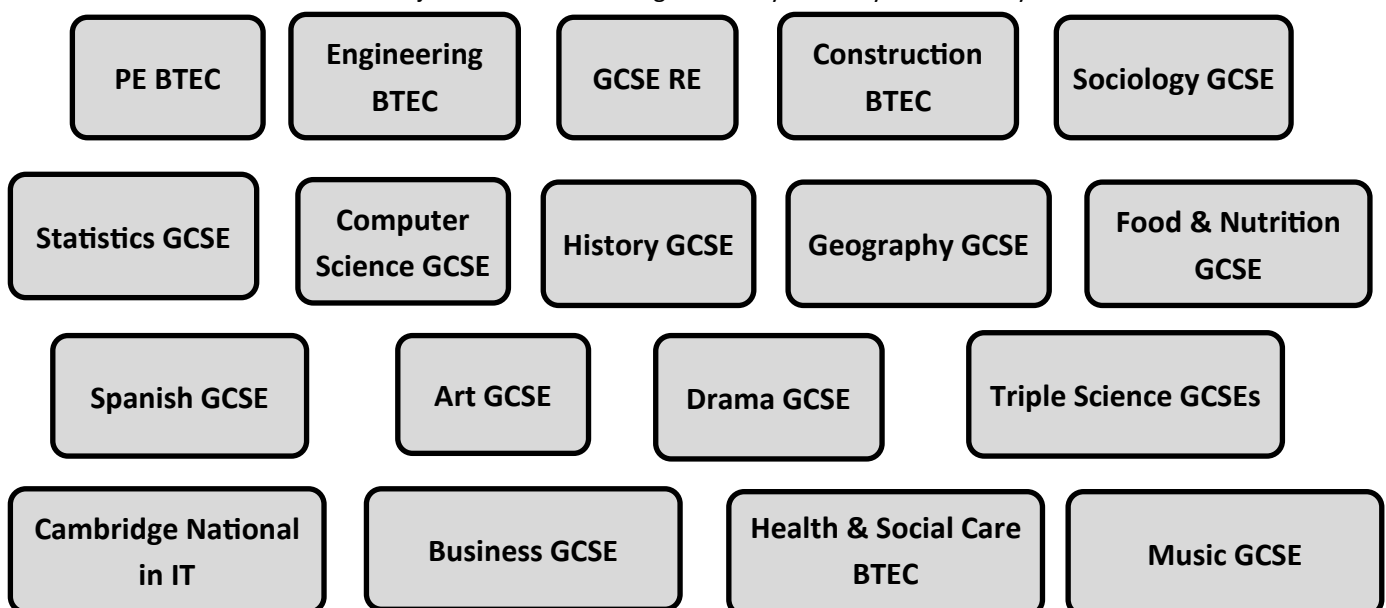 PE BTEC
Engineering
BTEC
GCSE RE
Construction
BTEC
Sociology GCSE
Statistics GCSE
Computer
Science GCSE
History GCSE
Geography GCSE
Food & Nutrition
GCSE
Spanish GCSE
Art GCSE
Drama GCSE
Triple Science GCSEs
Cambridge National
in IT
Business GCSE
Health & Social Care
BTEC
Music GCSE